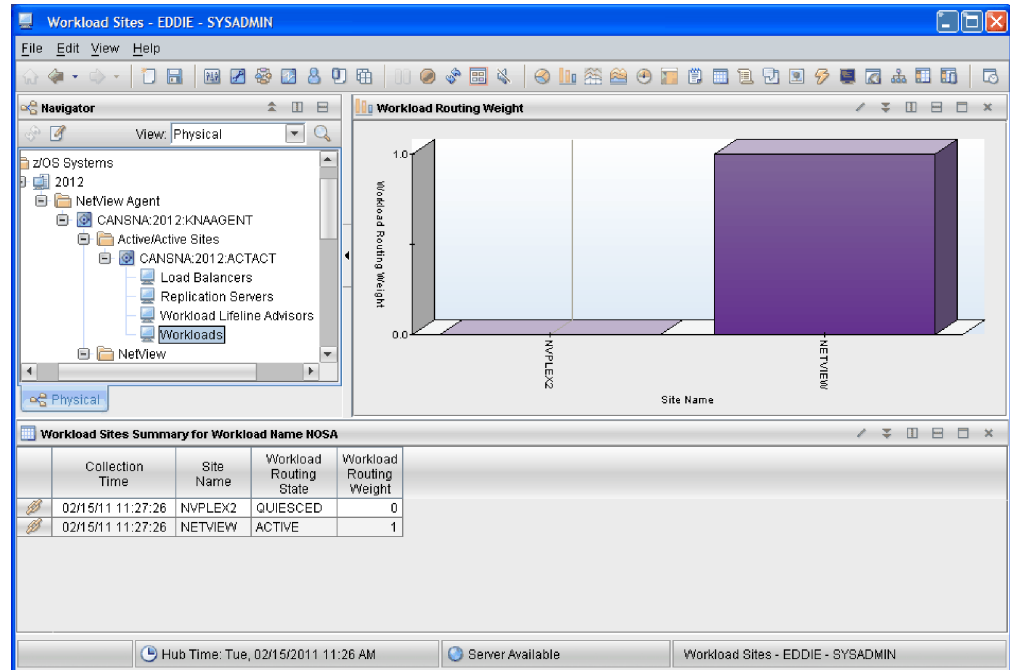 Workload Sites - EDDIE - SYSADMIN
File Edit View Help
Navigator
View: Physical
z/OS Systems
2012
NetView Agent
CANSNA:2012:KNAAGENT
Active/Active Sites
CANSNA:2012:ACTACT
Load Balancers
Replication Servers
Workload Lifeline Advisors
Workloads
NetView
Physical
Workload Routing Weight
Workload Routing Weight
1.0
0.0
NVPLEX2
NETVIEW
Site Name
Workload Sites Summary for Workload Name NOSA
Collection Time Site Name Workload Routing State Workload Routing Weight
02/15/11 11:27:26 NVPLEX2 QUIESCED 0
02/15/11 11:27:26 NETVIEW ACTIVE 1
Hub Time: Tue, 02/15/2011 11:26 AM Server Available Workload Sites - EDDIE - SYSADMIN